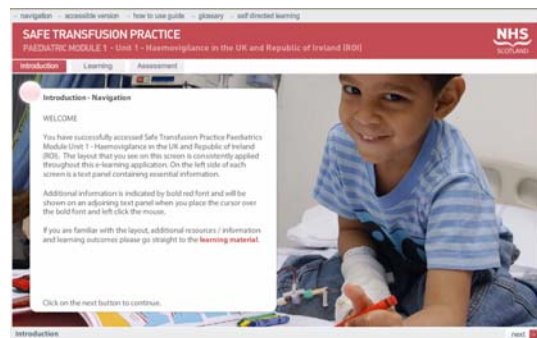 navigation - accessible version - how to use guide - glossary - self directed learning
SAFE TRANSFUSION PRACTICE
PAEDIATRIC MODULE 1 - Unit 1 - Haemovigilance in the UK and Republic of Ireland (ROI)
NHS
SCOTLAND
Introduction Learning Assessment
Introduction - Navigation
WELCOME
You have successfully accessed Safe Transfusion Practice Paediatrics
Module Unit 1 - Haemovigilance in the UK and Republic of Ireland
(ROI). The layout that you see on this screen is consistently applied
throughout this e-learning application. On the left side of each
screen is a text panel containing essential information.
Additional information is indicated by bold red font and will be
shown on an adjoining text panel when you place the cursor over
the bold font and left click the mouse.
If you are familiar with the layout, additional resources / information
and learning outcomes please go straight to the learning material.
Click on the next button to continue.
Introduction
next